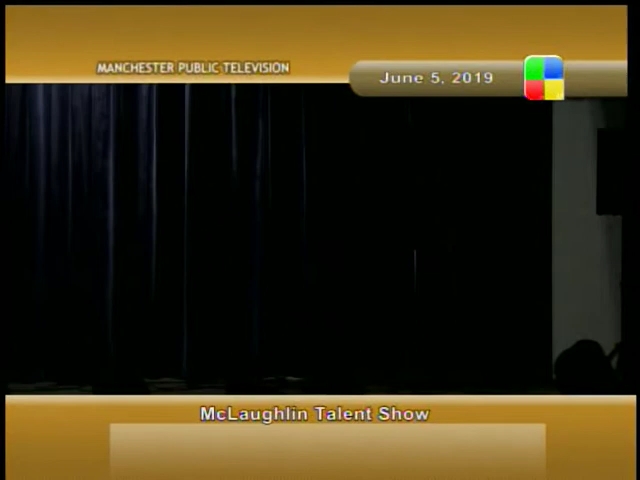 MANCHESTER PUBLIC TELEVISION
June 5, 2019
McLaughlin Talent Show